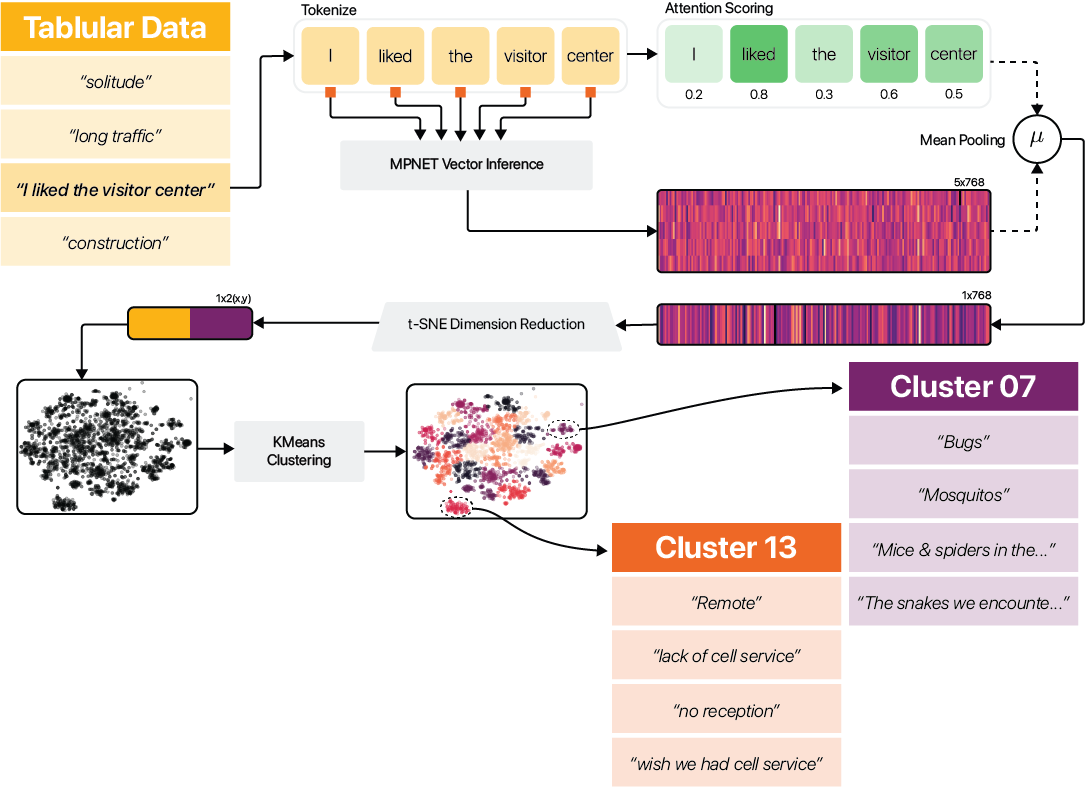 Tablular Data
“solitude”
“long traffic”
“I liked the visitor center”
“construction”
Tokenize
I liked the visitor center
Attention Scoring
I liked the visitor center
0.2 0.8 0.3 0.6 0.5
MPNET Vector Inference
Mean Pooling
μ
5x768
1x768
t-SNE Dimension Reduction
1x2(x,y)
KMeans
Clustering
Cluster 07
“Bugs”
“Mosquitos”
“Mice & spiders in the...”
“The snakes we encounte...”
Cluster 13
“Remote”
“lack of cell service”
“no reception”
“wish we had cell service”